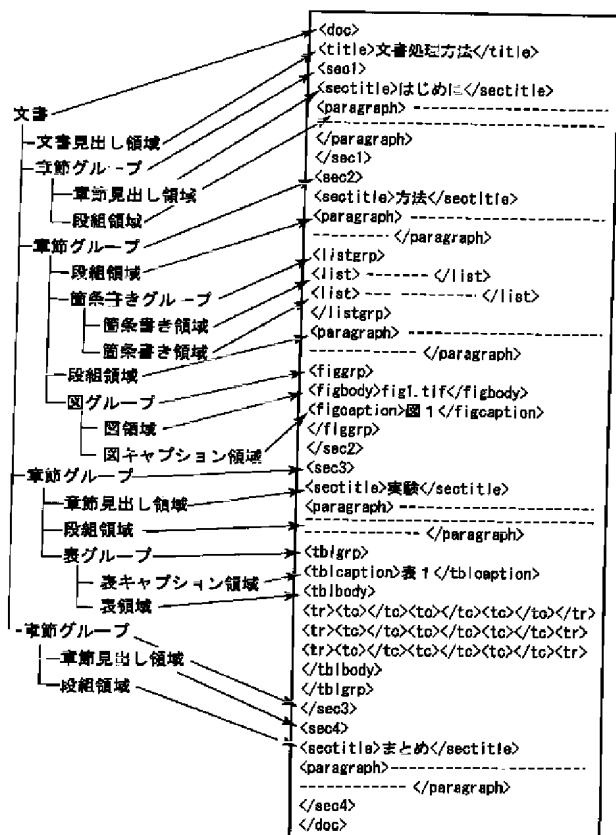 文書
文書見出し領域
章節グループ
章節見出し領域
段組領域
章節グループ
段組領域
箇条書きグループ
箇条書き領域
箇条書き領域
段組領域
図グループ
図領域
図キャプション領域
章節グループ
章節見出し領域
段組領域
表グループ
表キャプション領域
表領域
章節グループ
章節見出し領域
段組領域
<doc>
<title>文書処理方法</title>
<sec1>
<sectitle>はじめに</sectitle>
<paragraph> ----------------
</paragraph>
</sec1>
<sec2>
<sectitle>方法</sectitle>
<paragraph> ----------------
--------- </paragraph>
<listgrp>
<list> ------- </list>
<list> ------------ </list>
</listgrp>
<paragraph> ----------------
------------ </paragraph>
<figgrp>
<figbody>fig1.tif</figbody>
<figcaption>図1</figcaption>
</figgrp>
</sec2>
<sec3>
<sectitle>実験</sectitle>
<paragraph> ----------------
------------ </paragraph>
<tblgrp>
<tblcaption>表1</tblcaption>
<tblbody>
<tr><tc></tc><tc></tc><tc></tc></tr>
<tr><tc></tc><tc></tc><tc></tc><tr>
<tr><tc></tc><tc></tc><tc></tc><tr>
</tblbody>
</tblgrp>
</sec3>
<sec4>
<sectitle>まとめ</sectitle>
<paragraph>----------------
----------- </paragraph>
</sec4>
</doc>